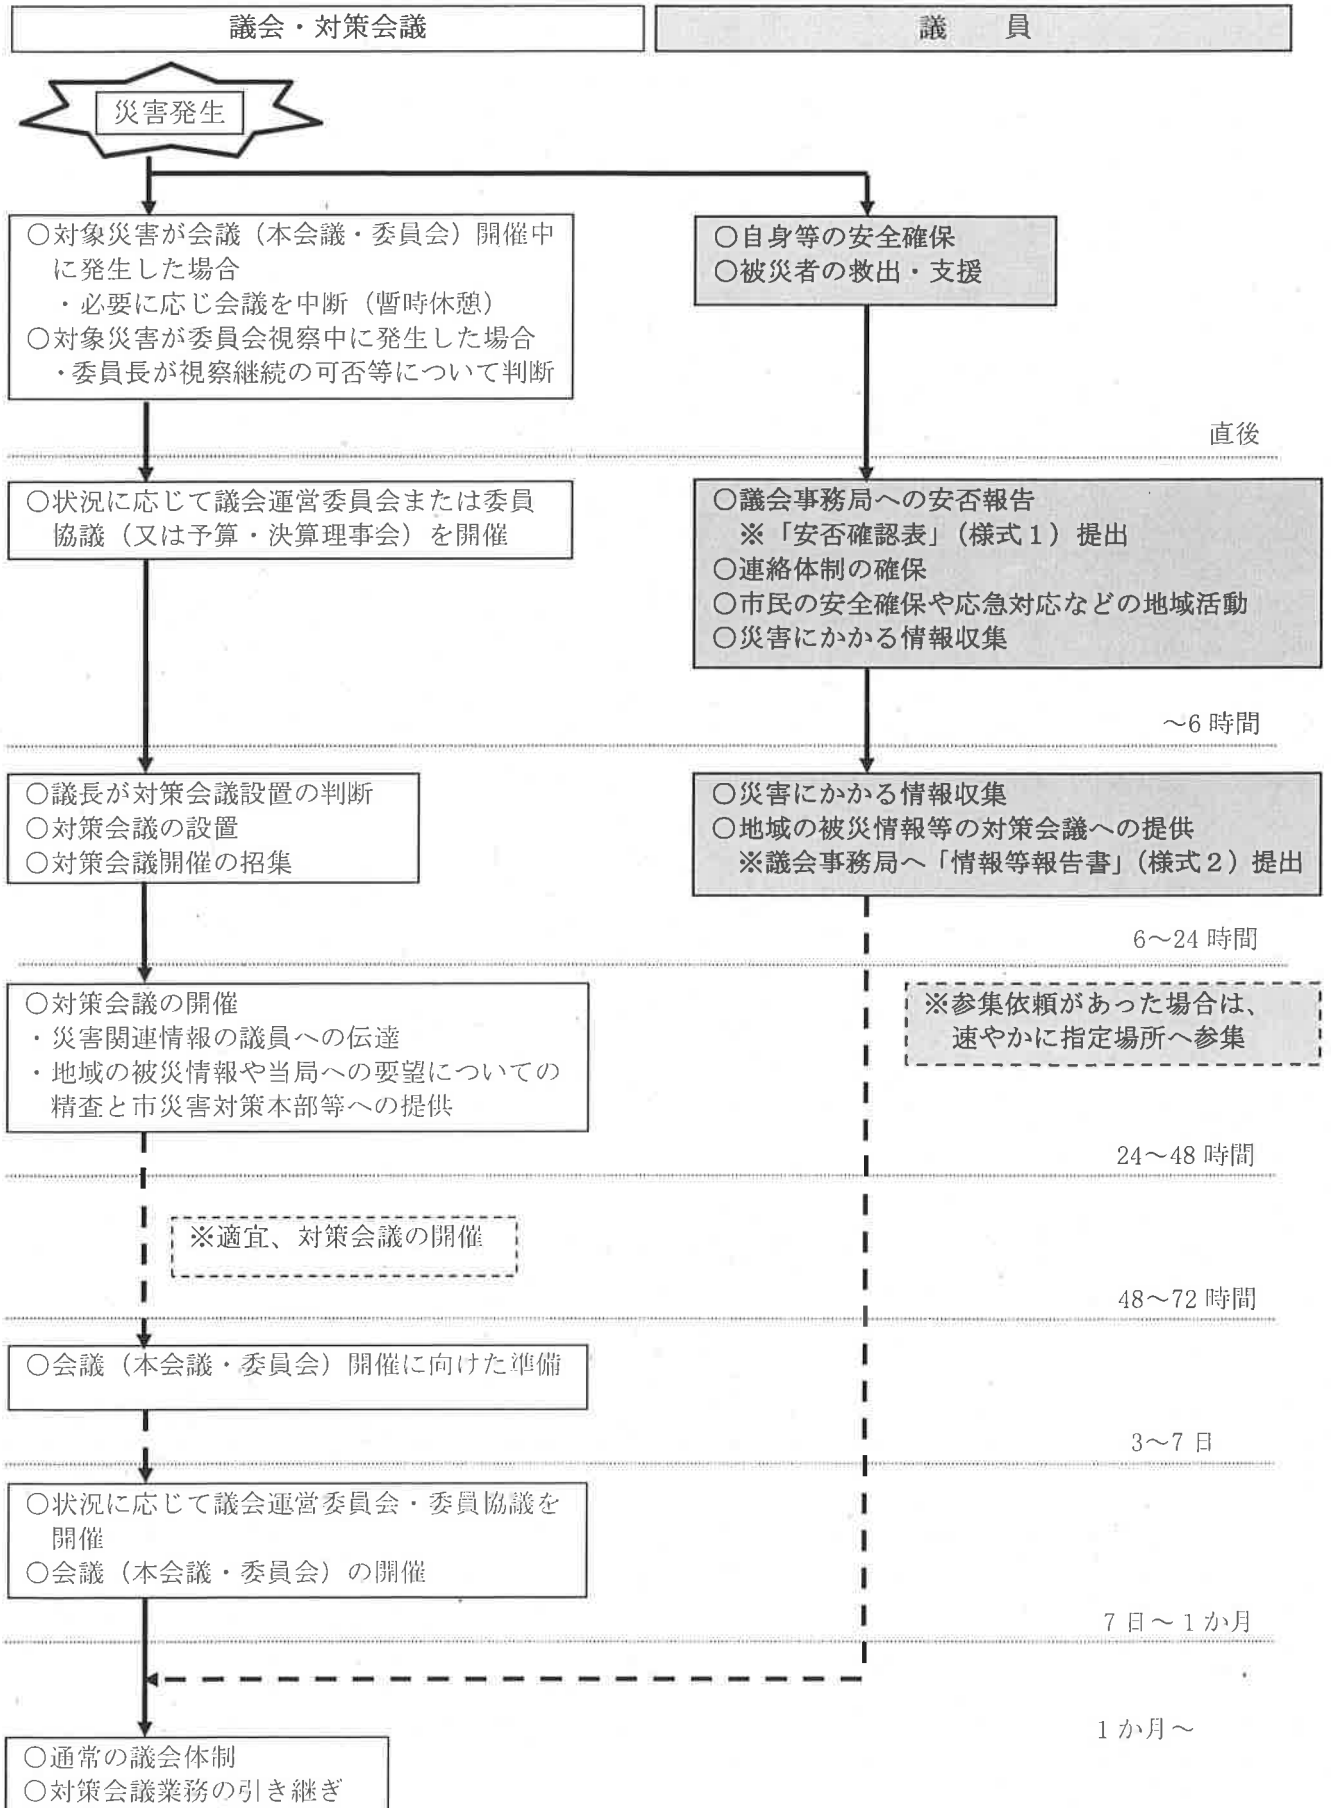 議会・対策会議
議　　員
災害発生
○対象災害が会議（本会議・委員会）開催中
に発生した場合
・必要に応じ会議を中断（暫時休憩）
○対象災害が委員会視察中に発生した場合
・委員長が視察継続の可否等について判断
○自身等の安全確保
○被災者の救出・支援
直後
○状況に応じて議会運営委員会または委員
協議（又は予算・決算理事会）を開催
○議会事務局への安否報告
※「安否確認表」（様式１）提出
○連絡体制の確保
○市民の安全確保や応急対応などの地域活動
○災害にかかる情報収集
～6 時間
○議長が対策会議設置の判断
○対策会議の設置
○対策会議開催の招集
○災害にかかる情報収集
○地域の被災情報等の対策会議への提供
※議会事務局へ「情報等報告書」（様式２）提出
6～24 時間
○対策会議の開催
・災害関連情報の議員への伝達
・地域の被災情報や当局への要望についての
精査と市災害対策本部等への提供
※参集依頼があった場合は、
速やかに指定場所へ参集
24～48 時間
※適宜、対策会議の開催
48～72 時間
○会議（本会議・委員会）開催に向けた準備
3～7 日
○状況に応じて議会運営委員会・委員協議を
開催
○会議（本会議・委員会）の開催
7 日～1 か月
1 か月～
○通常の議会体制
○対策会議業務の引き継ぎ